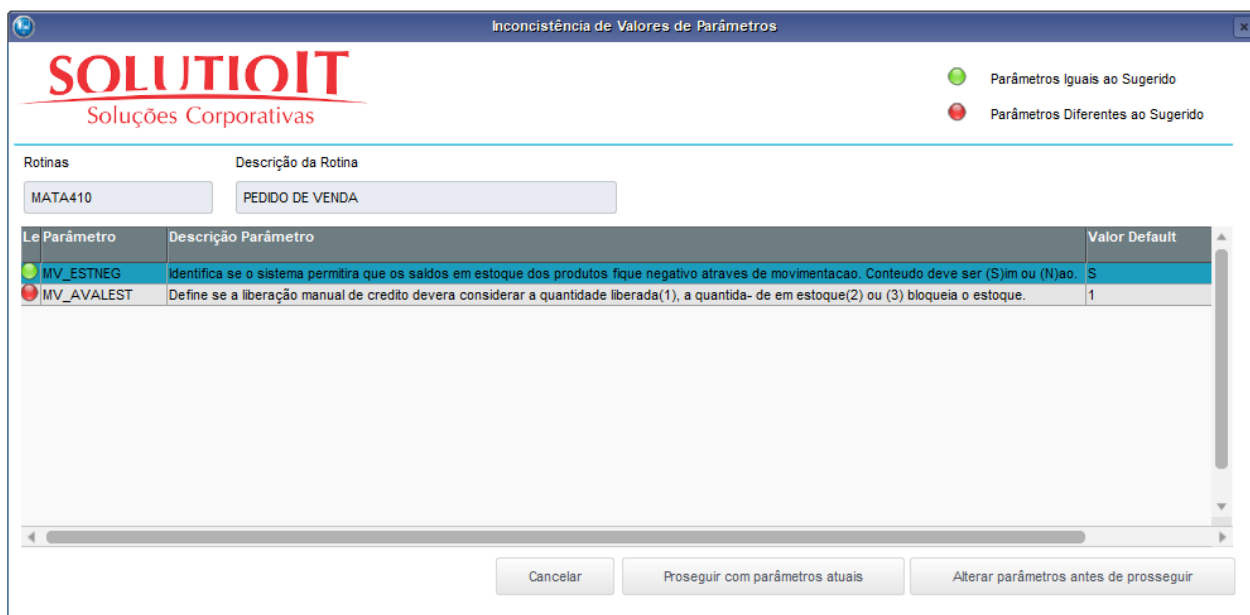 Inconcistência de Valores de Parâmetros
SOLUTIOIT
Soluções Corporativas
Parâmetros Iguais ao Sugerido
Parâmetros Diferentes ao Sugerido
Rotinas Descrição da Rotina
MATA410 PEDIDO DE VENDA
Le Parâmetro Descrição Parâmetro Valor Default
MV_ESTNEG Identifica se o sistema permitira que os saldos em estoque dos produtos fique negativo atraves de movimentacao. Conteudo deve ser (S)im ou (N)ao. S
MV_AVALEST Define se a liberação manual de credito devera considerar a quantidade liberada(1), a quantida- de em estoque(2) ou (3) bloqueia o estoque. 1
Cancelar Proseguir com parâmetros atuais Alterar parâmetros antes de prosseguir